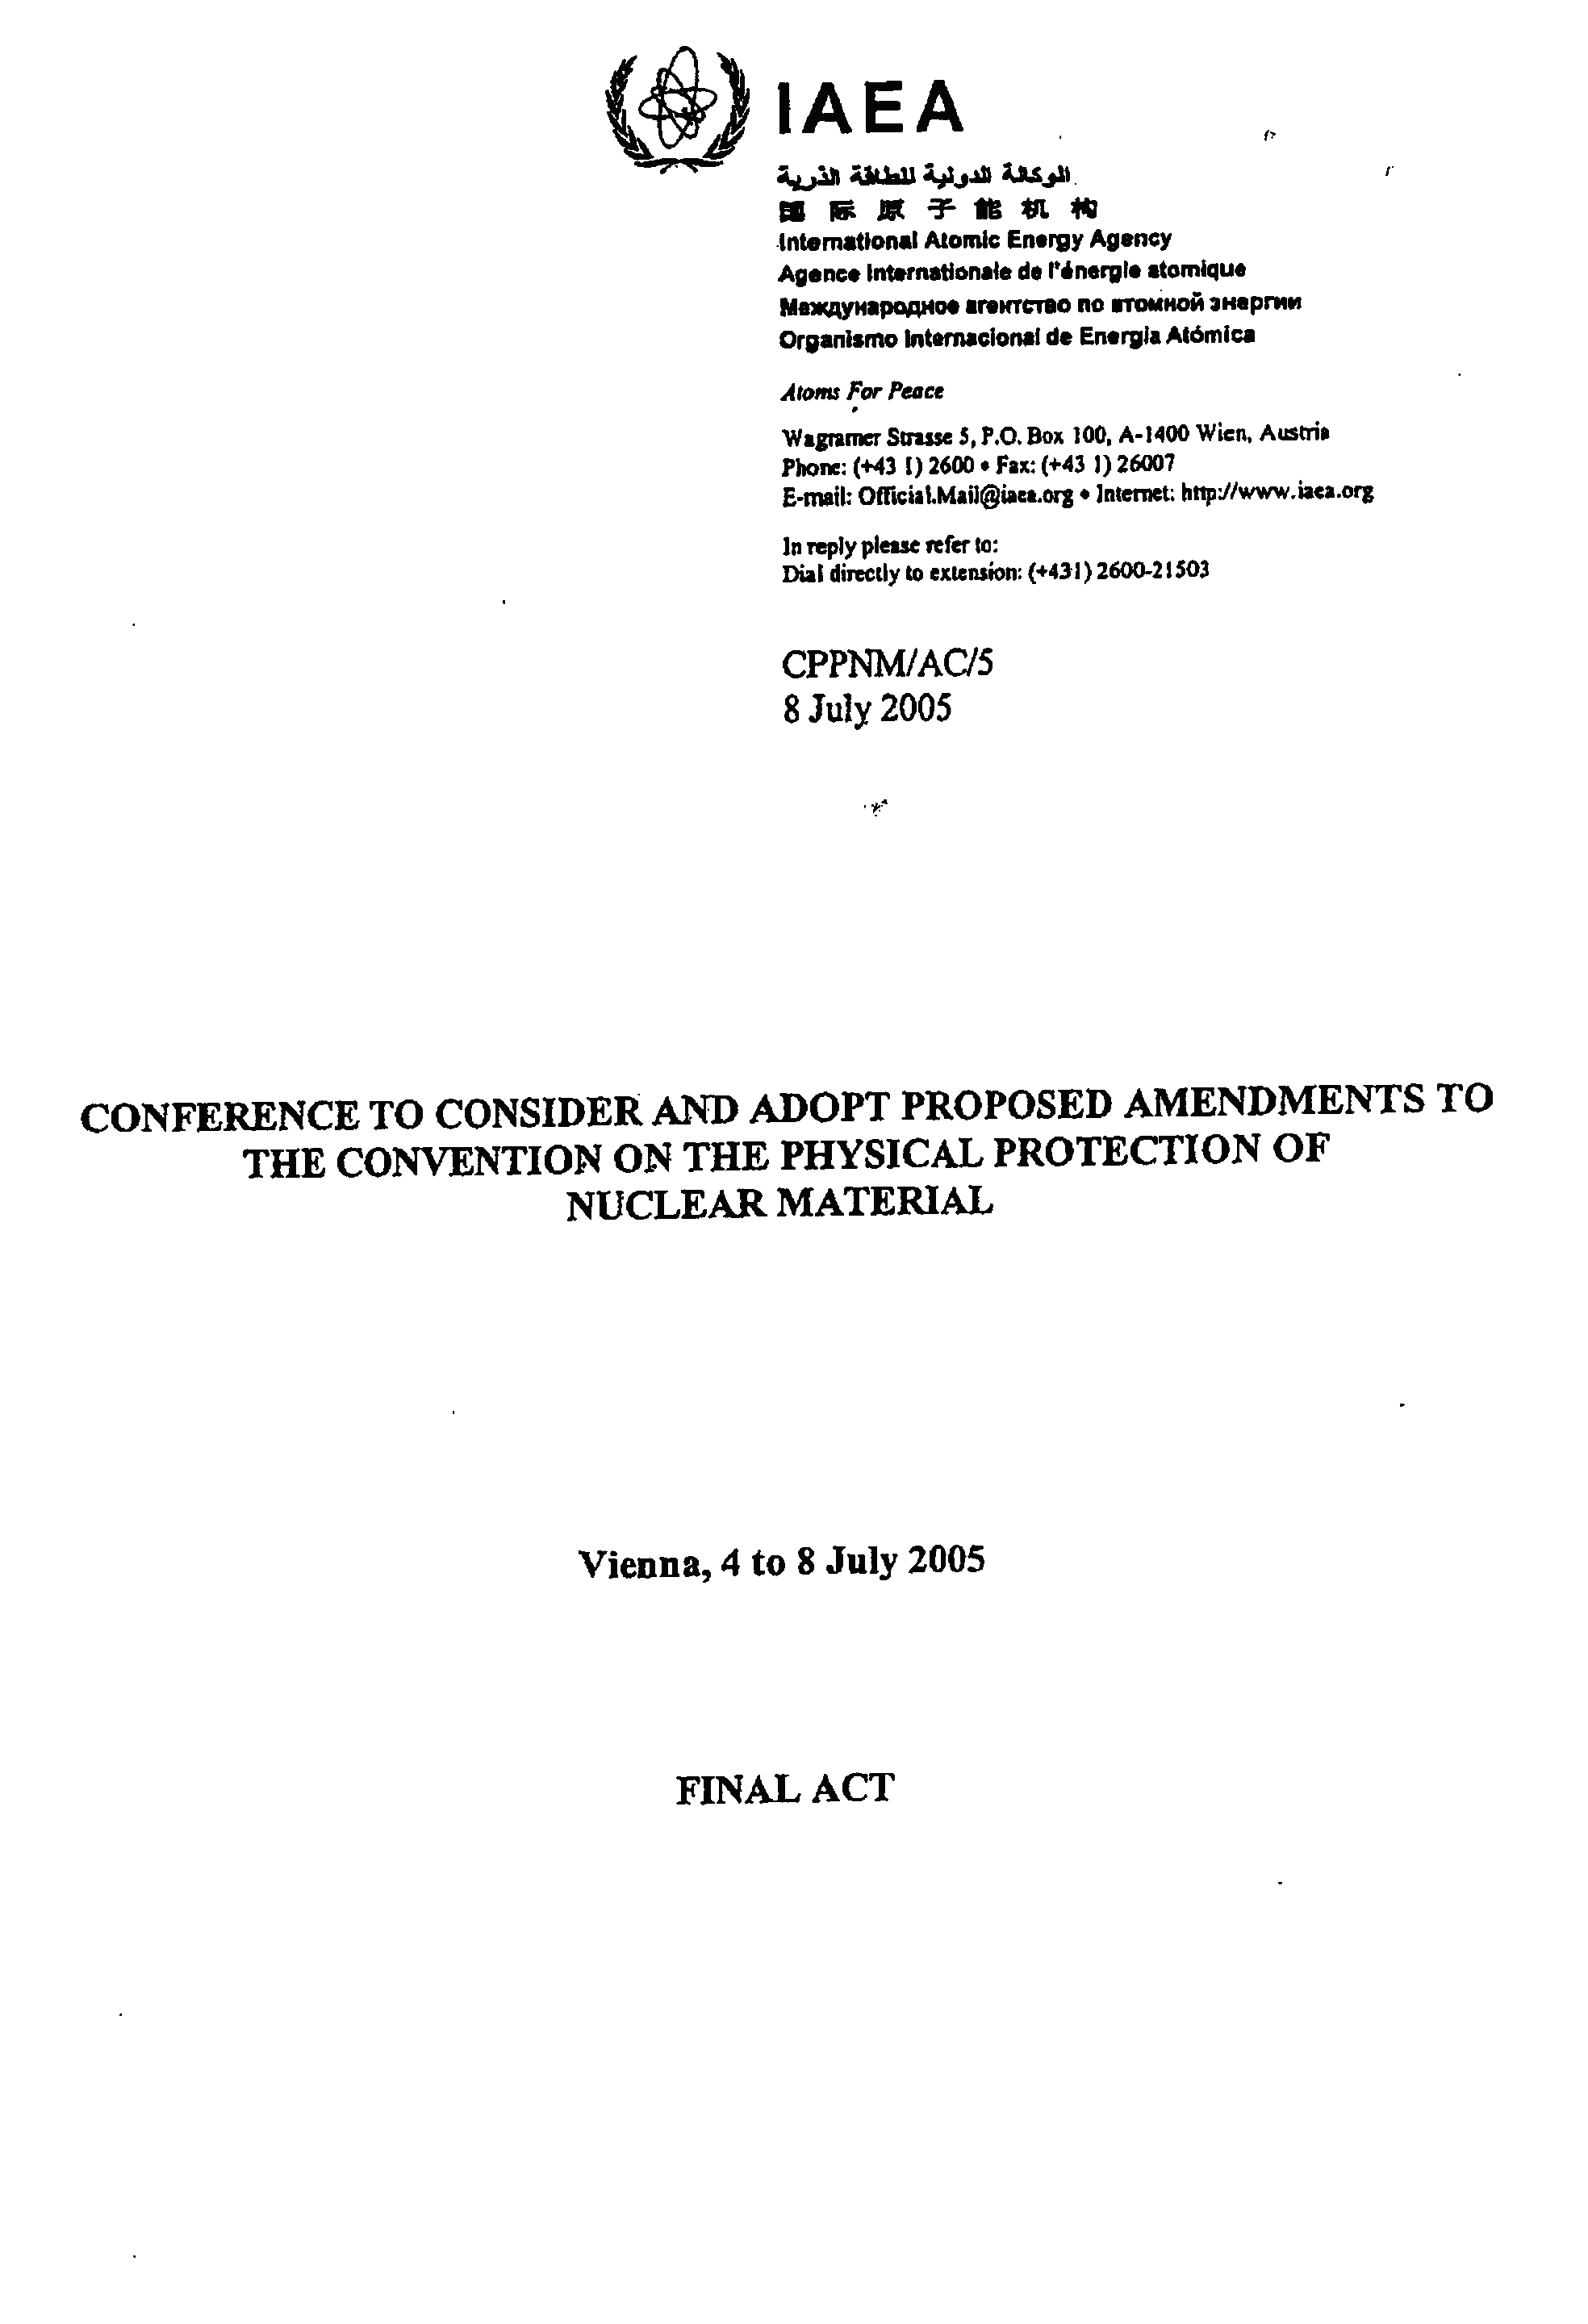 IAEA
الوكالة الدولية للطاقة الذرية
国 际 原 子 能 机 构
International Atomic Energy Agency
Agence internationale de l'énergie atomique
Международное агентство по атомной энергии
Organismo Internacional de Energía Atómica
Atoms For Peace
Wagramer Strasse 5, P.O. Box 100, A-1400 Wien, Austria
Phone: (+43 1) 2600 • Fax: (+43 1) 26007
E-mail: Official.Mail@iaea.org • Internet: http://www.iaea.org
In reply please refer to:
Dial directly to extension: (+431) 2600-21503
CPPNM/AC/5
8 July 2005
CONFERENCE TO CONSIDER AND ADOPT PROPOSED AMENDMENTS TO
THE CONVENTION ON THE PHYSICAL PROTECTION OF
NUCLEAR MATERIAL
Vienna, 4 to 8 July 2005
FINAL ACT